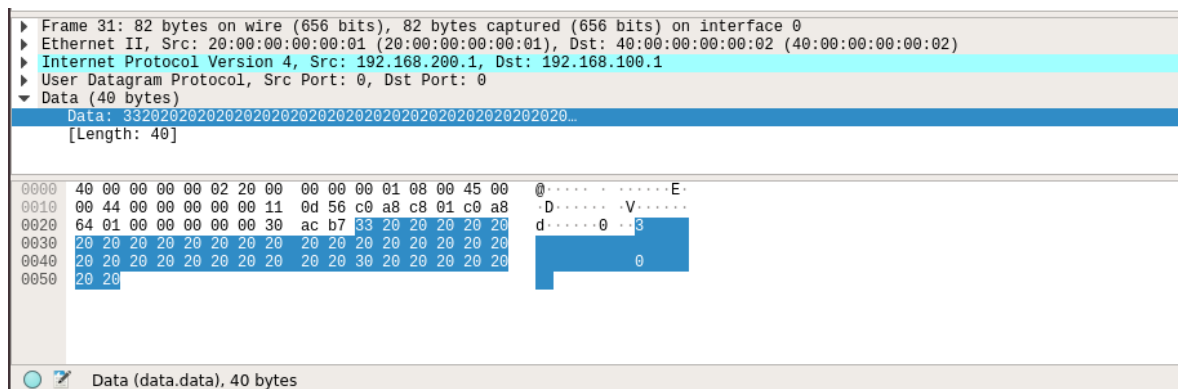 Frame 31: 82 bytes on wire (656 bits), 82 bytes captured (656 bits) on interface 0
Ethernet II, Src: 20:00:00:00:00:01 (20:00:00:00:00:01), Dst: 40:00:00:00:00:02 (40:00:00:00:00:02)
Internet Protocol Version 4, Src: 192.168.200.1, Dst: 192.168.100.1
User Datagram Protocol, Src Port: 0, Dst Port: 0
Data (40 bytes)
Data: 332020202020202020202020202020202020202020202020…
[Length: 40]
0000 40 00 00 00 00 02 20 00 00 00 00 01 08 00 45 00 @····· ·······E·
0010 00 44 00 00 00 00 00 11 0d 56 c0 a8 c8 01 c0 a8 ·D······ ·V······
0020 64 01 00 00 00 00 00 30 ac b7 33 20 20 20 20 20 d······0 ··3
0030 20 20 20 20 20 20 20 20 20 20 20 20 20 20 20 20
0040 20 20 20 20 20 20 20 20 20 20 30 20 20 20 20 20 0
0050 20 20
Data (data.data), 40 bytes